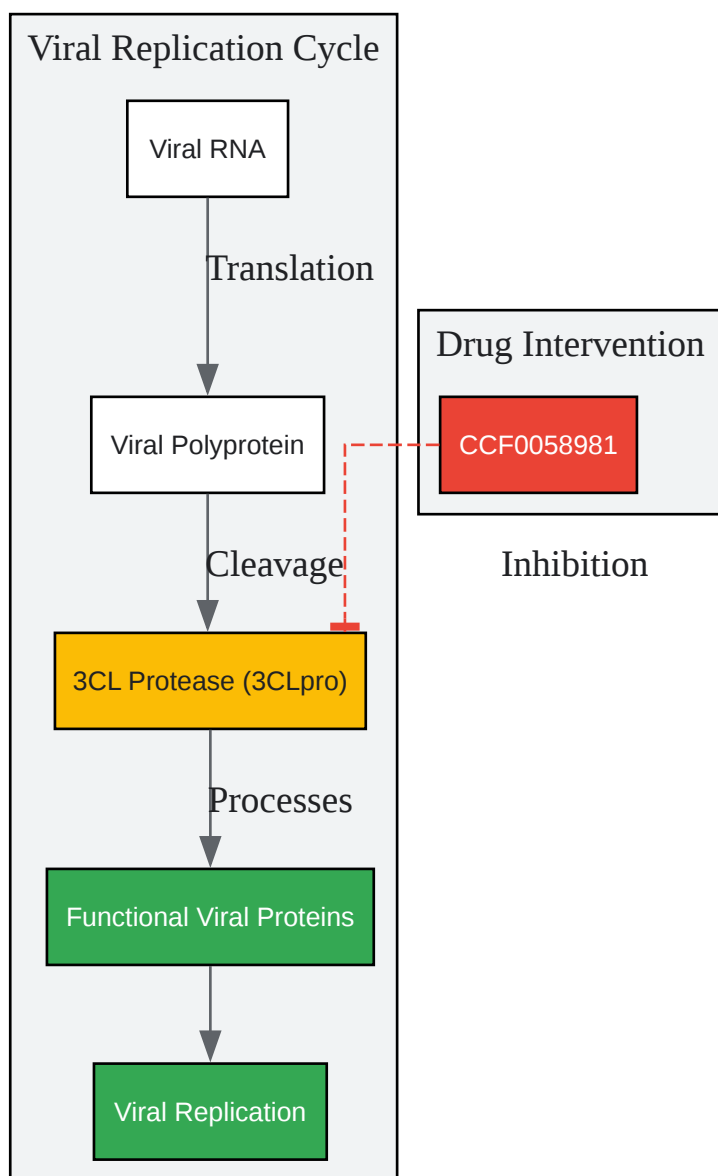 Viral Replication Cycle
Viral RNA
Translation
Drug Intervention
Viral Polyprotein
CCF0058981
Cleavage
Inhibition
3CL Protease (3CLpro)
Processes
Functional Viral Proteins
Viral Replication